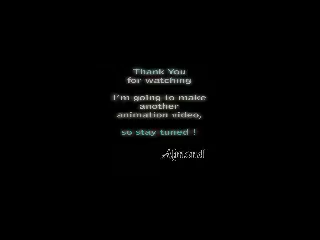 Thank You
for watching
I'm going to make
another
animation video,
so stay tuned !